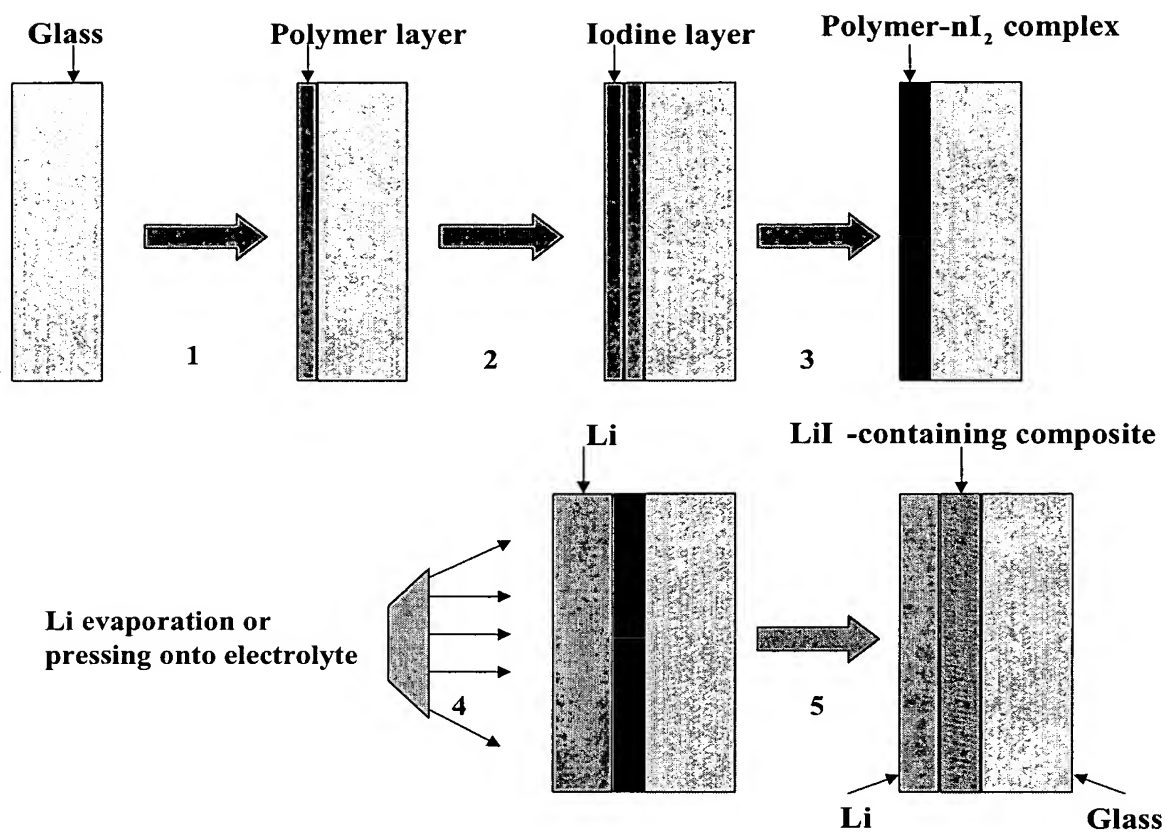 Glass
Polymer layer
Iodine layer
Polymer-nI₂ complex
1
2
3
Li
LiI -containing composite
Li evaporation or
pressing onto electrolyte
4
5
Li
Glass